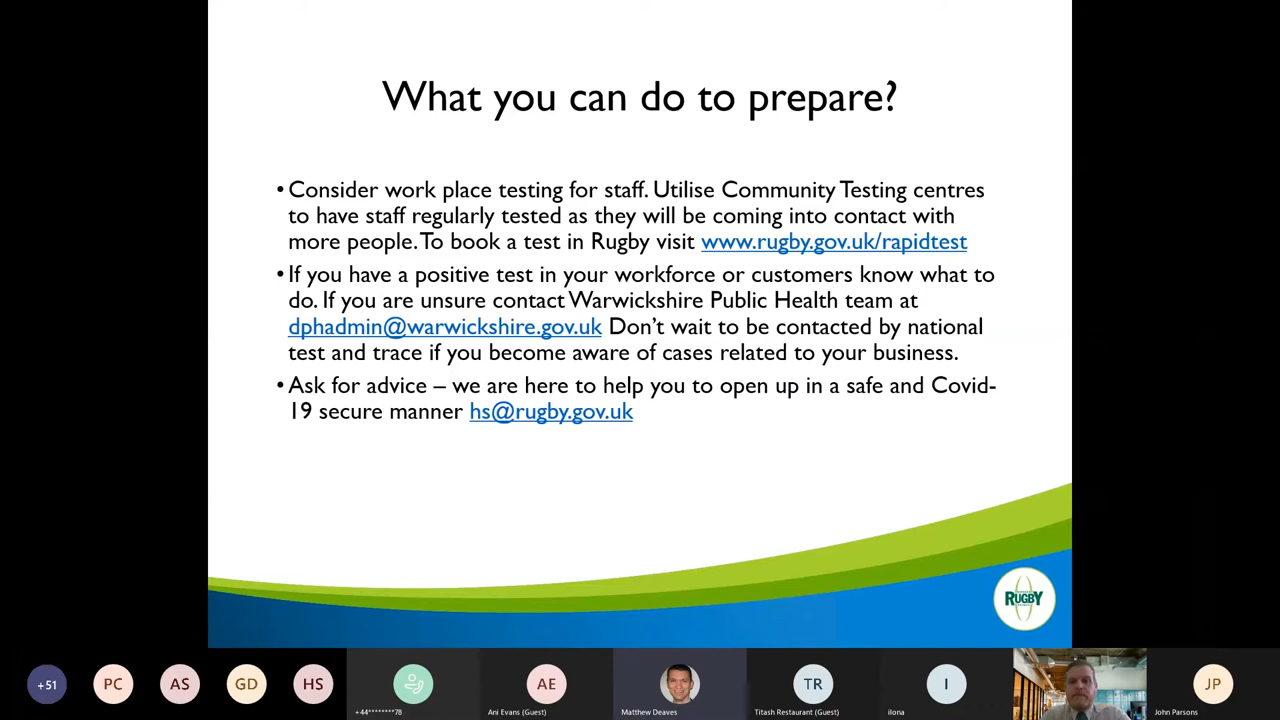 What you can do to prepare?
•Consider work place testing for staff. Utilise Community Testing centres
to have staff regularly tested as they will be coming into contact with
more people. To book a test in Rugby visit www.rugby.gov.uk/rapidtest
•If you have a positive test in your workforce or customers know what to
do. If you are unsure contact Warwickshire Public Health team at
dphadmin@warwickshire.gov.uk Don’t wait to be contacted by national
test and trace if you become aware of cases related to your business.
•Ask for advice – we are here to help you to open up in a safe and Covid-
19 secure manner hs@rugby.gov.uk
RUGBY
+51 PC AS GD HS AE TR I JP
+44********78 Ani Evans (Guest) Matthew Deaves Titash Restaurant (Guest) ilona John Parsons